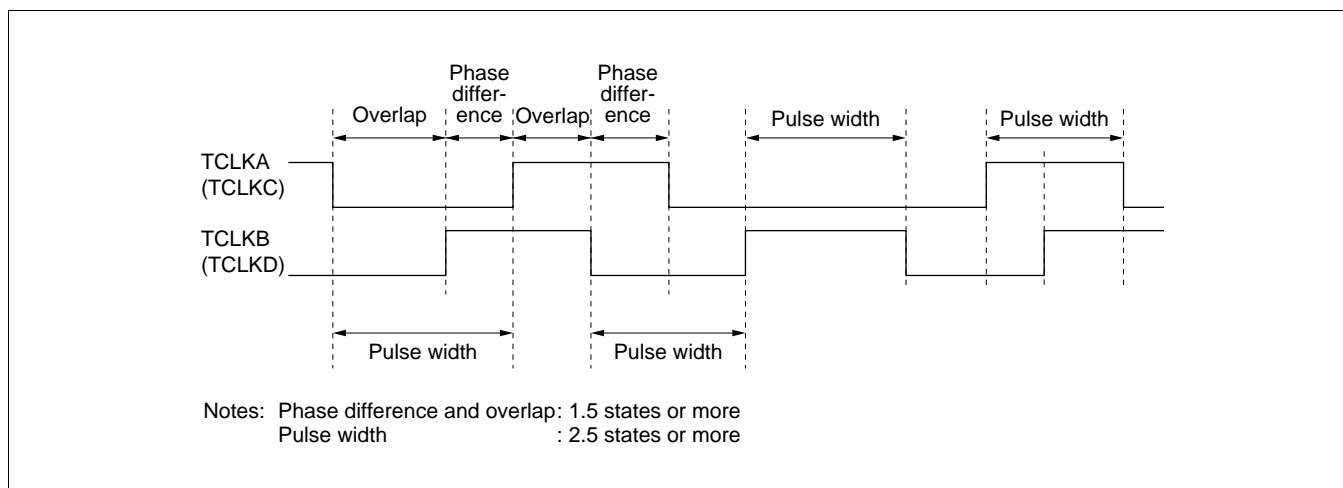 Phase
differ-
ence
Phase
differ-
ence
Overlap
Overlap
Pulse width
Pulse width
TCLKA
(TCLKC)
TCLKB
(TCLKD)
Pulse width
Pulse width
Notes: Phase difference and overlap: 1.5 states or more
Pulse width : 2.5 states or more